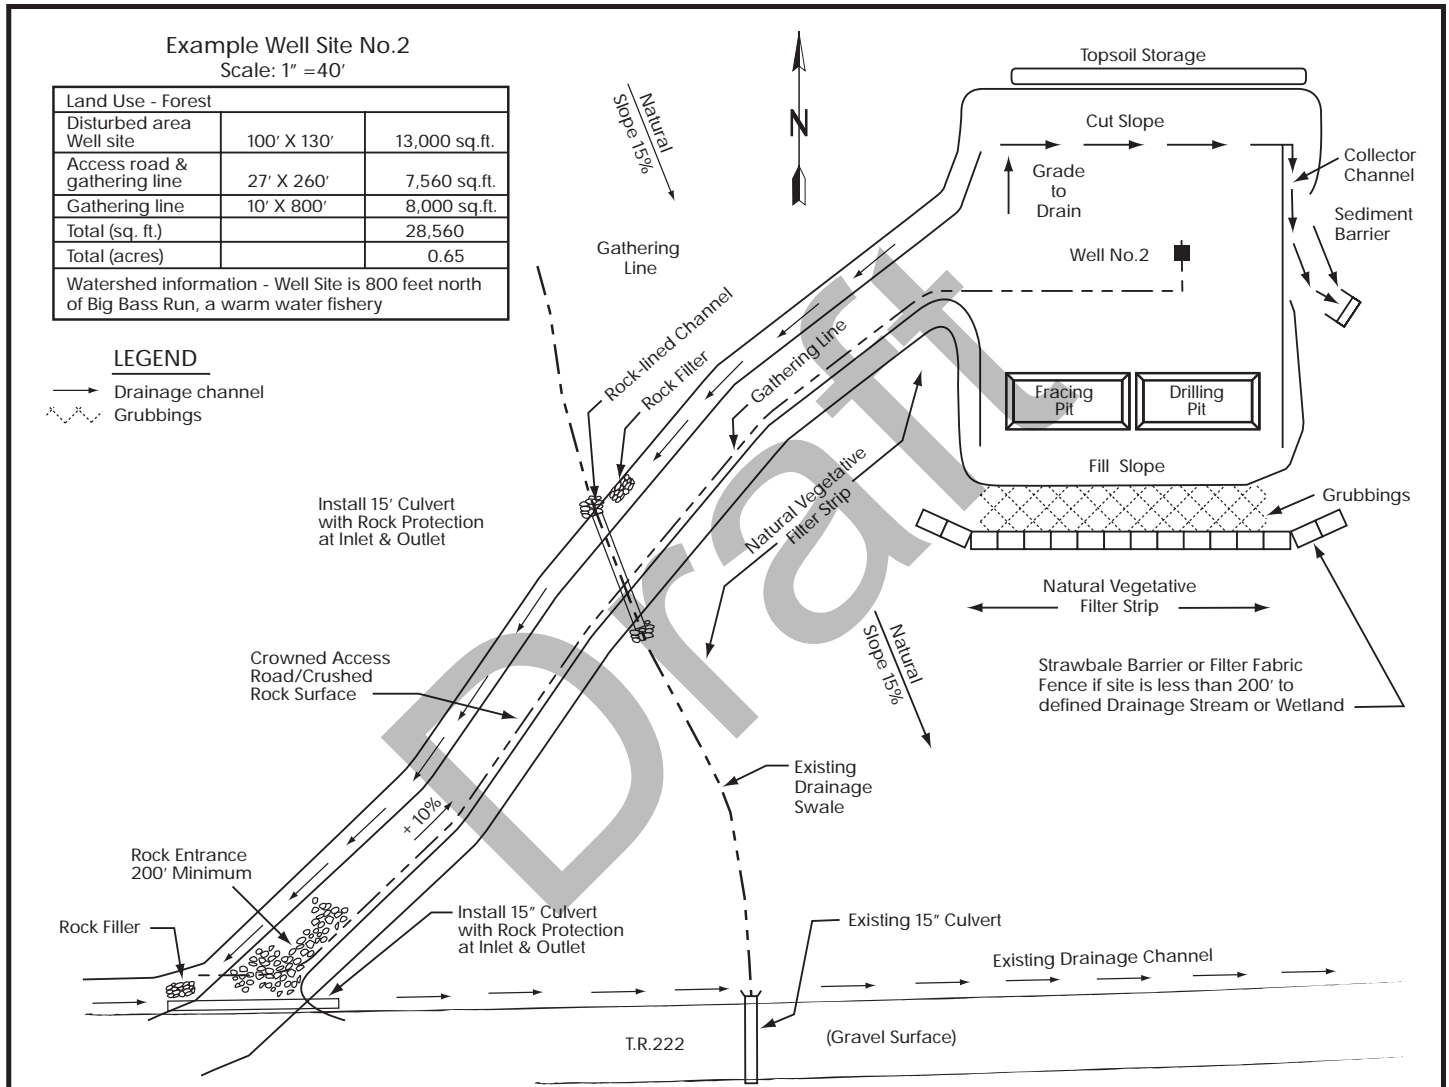 Example Well Site No.2
Scale: 1" =40'
Land Use - Forest
Disturbed area
Well site 100' X 130' 13,000 sq.ft.
Access road &
gathering line 27' X 260' 7,560 sq.ft.
Gathering line 10' X 800' 8,000 sq.ft.
Total (sq. ft.) 28,560
Total (acres) 0.65
Watershed information - Well Site is 800 feet north
of Big Bass Run, a warm water fishery
LEGEND
Drainage channel
Grubbings
Natural
Slope 15%
N
Topsoil Storage
Cut Slope
Grade
to
Drain
Collector
Channel
Sediment
Barrier
Well No.2
Gathering
Line
Rock-lined Channel
Rock Filter
Gathering Line
Fracing
Pit
Drilling
Pit
Fill Slope
Grubbings
Natural Vegetative
Filter Strip
Install 15' Culvert
with Rock Protection
at Inlet & Outlet
Natural Vegetative
Filter Strip
Natural
Slope 15%
Strawbale Barrier or Filter Fabric
Fence if site is less than 200' to
defined Drainage Stream or Wetland
Crowned Access
Road/Crushed
Rock Surface
Existing
Drainage
Swale
+ 10%
Rock Entrance
200' Minimum
Rock Filler
Install 15" Culvert
with Rock Protection
at Inlet & Outlet
Existing 15" Culvert
Existing Drainage Channel
T.R.222
(Gravel Surface)
Draft